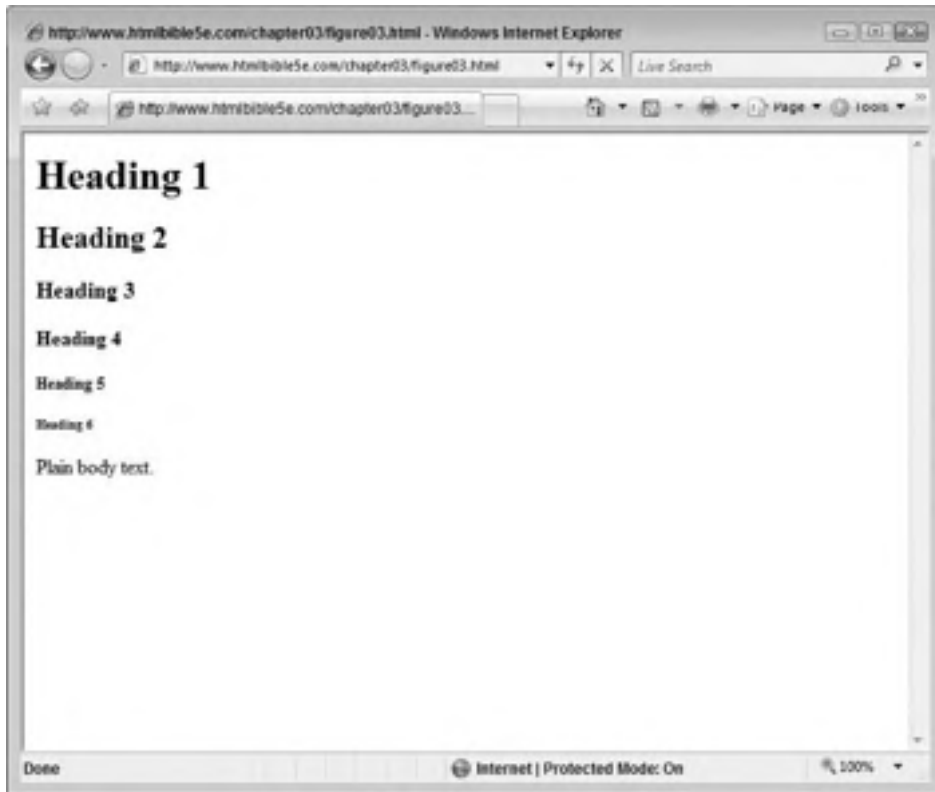 http://www.htmlbible5e.com/chapter03/figure03.html - Windows Internet Explorer
http://www.htmlbible5e.com/chapter03/figure03.html
Live Search
http://www.htmlbible5e.com/chapter03/figure03...
Page
Tools
Heading 1
Heading 2
Heading 3
Heading 4
Heading 5
Heading 6
Plain body text.
Done
Internet | Protected Mode: On
100%